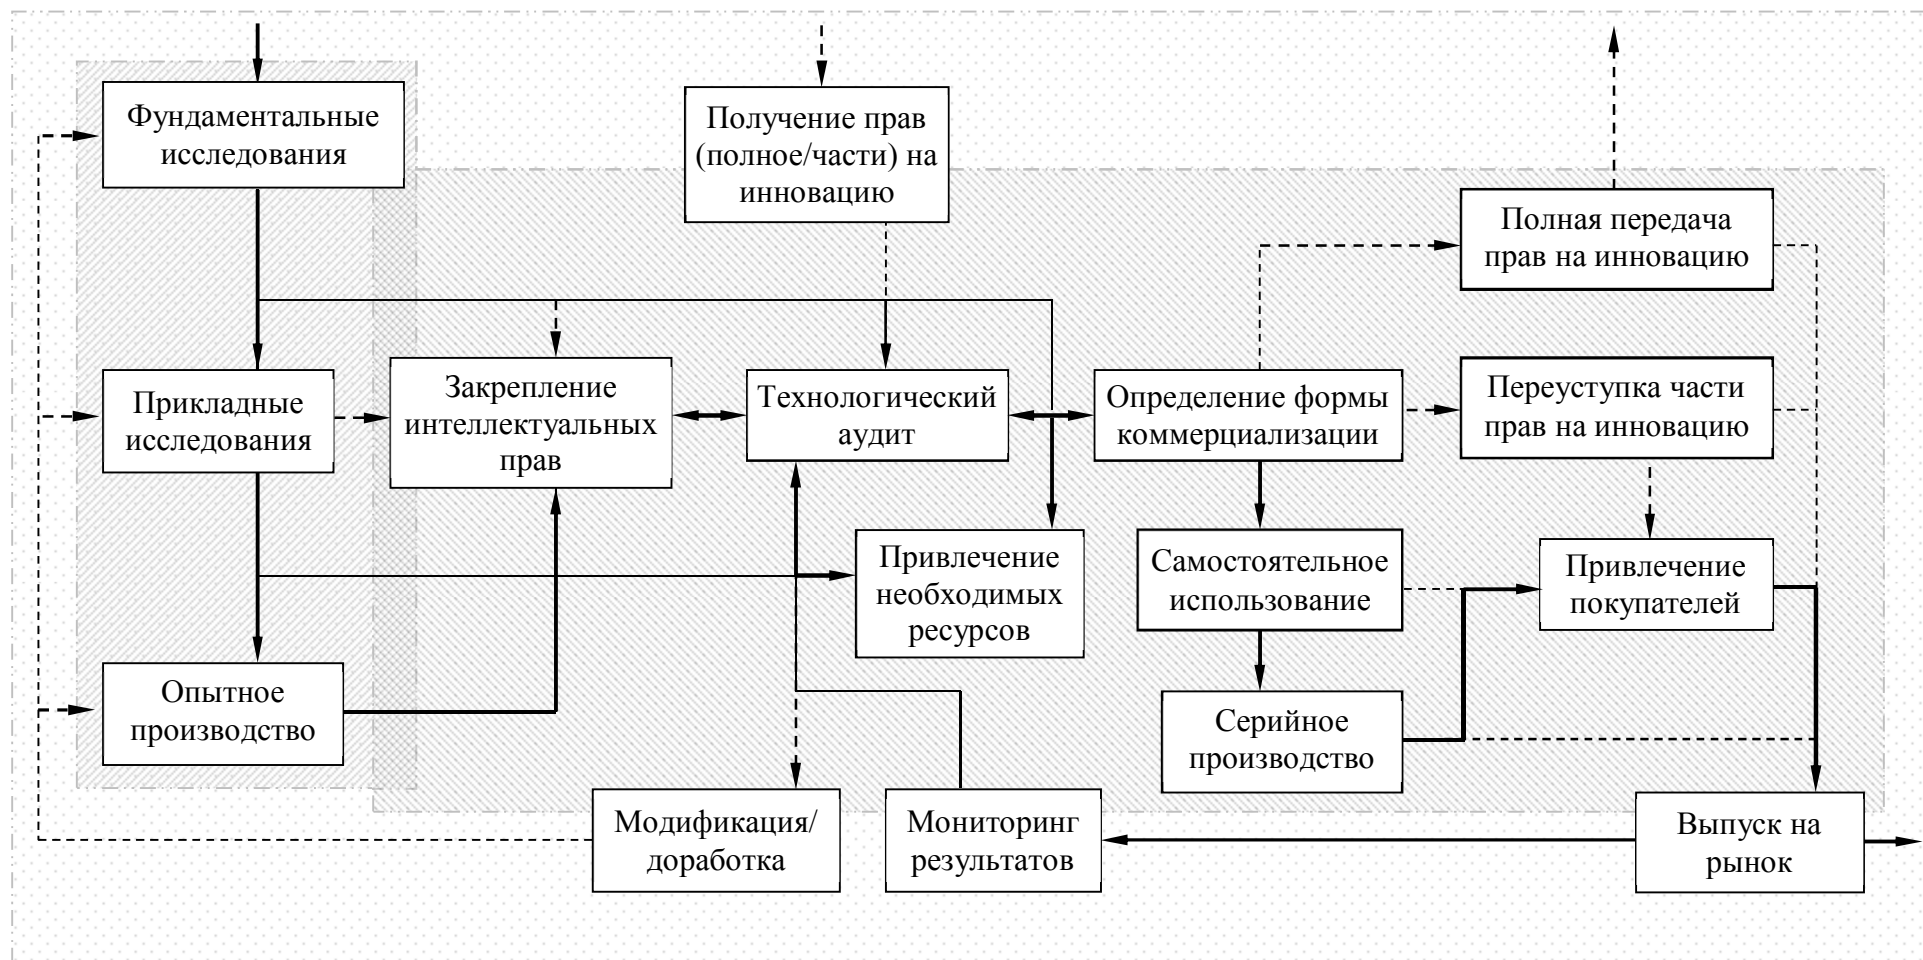 Фундаментальные
исследования
Получение прав
(полное/части) на
инновацию
Полная передача
прав на инновацию
Прикладные
исследования
Закрепление
интеллектуальных
прав
Технологический
аудит
Определение формы
коммерциализации
Переуступка части
прав на инновацию
Привлечение
необходимых
ресурсов
Самостоятельное
использование
Привлечение
покупателей
Опытное
производство
Серийное
производство
Модификация/
доработка
Мониторинг
результатов
Выпуск на
рынок